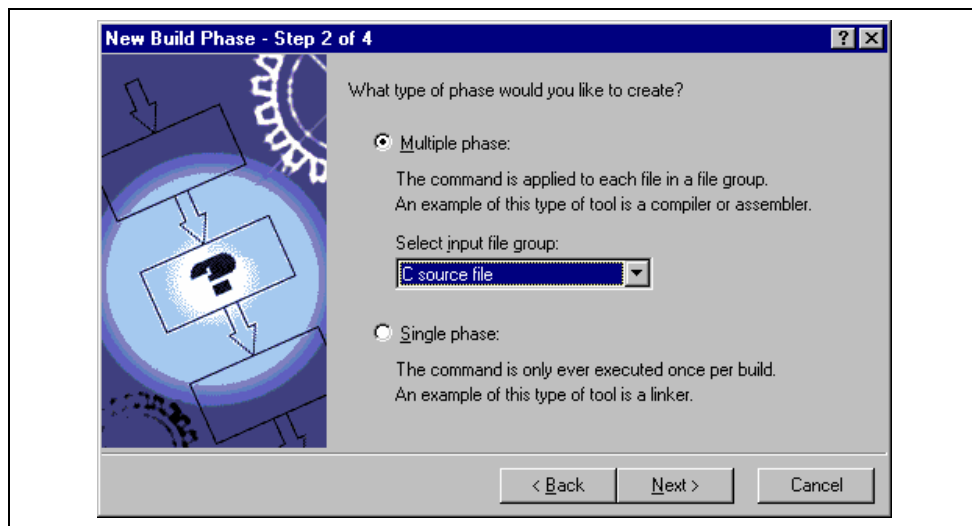 New Build Phase - Step 2 of 4
What type of phase would you like to create?
Multiple phase:
The command is applied to each file in a file group.
An example of this type of tool is a compiler or assembler.
Select input file group:
C source file
Single phase:
The command is only ever executed once per build.
An example of this type of tool is a linker.
< Back Next > Cancel